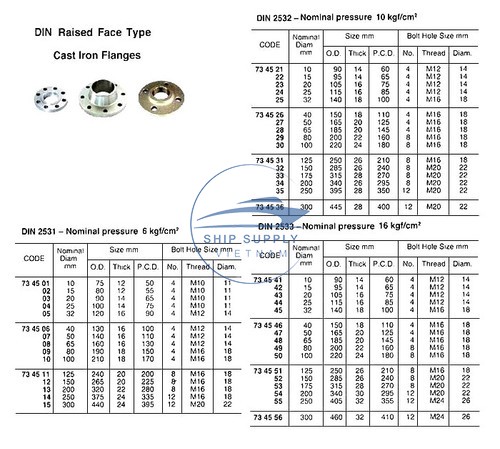 DIN Raised Face Type
Cast Iron Flanges
DIN 2532 – Nominal pressure 10 kgf/cm²
CODE Nominal Diam mm Size mm Bolt Hole Size mm
O.D. Thick P.C.D. No. Thread Diam.
73 45 21 10 90 14 60 4 M12 14
22 15 95 14 65 4 M12 14
23 20 105 16 75 4 M12 14
24 25 115 16 85 4 M12 14
25 32 140 18 100 4 M16 18
73 45 26 40 150 18 110 4 M16 18
27 50 165 20 125 4 M16 18
28 65 185 20 145 4 M16 18
29 80 200 22 160 8 M16 18
30 100 220 24 180 8 M16 18
73 45 31 125 250 26 210 8 M16 18
32 150 285 26 240 8 M20 22
33 175 315 28 270 8 M20 22
34 200 340 28 295 8 M20 22
35 250 395 28 350 12 M20 22
73 45 36 300 445 28 400 12 M20 22
SHIP SUPPLY
VIETNAM
DIN 2531 – Nominal pressure 6 kgf/cm²
CODE Nominal Diam mm Size mm Bolt Hole Size mm
O.D. Thick P.C.D. No. Thread Diam.
73 45 01 10 75 12 50 4 M10 11
02 15 80 12 55 4 M10 11
03 20 90 14 65 4 M10 11
04 25 100 14 75 4 M10 11
05 32 120 16 90 4 M12 14
73 45 06 40 130 16 100 4 M12 14
07 50 140 16 110 4 M12 14
08 65 160 16 130 4 M12 14
09 80 190 18 150 4 M16 18
10 100 210 18 170 4 M16 18
73 45 11 125 240 20 200 8 M16 18
12 150 265 20 225 8 M16 18
13 200 320 22 280 8 M16 18
14 250 375 24 335 12 M16 18
15 300 440 24 395 12 M20 22
DIN 2533 – Nominal pressure 16 kgf/cm²
CODE Nominal Diam mm Size mm Bolt Hole Size mm
O.D. Thick P.C.D. No. Thread Diam.
73 45 41 10 90 14 60 4 M12 14
42 15 95 14 65 4 M12 14
43 20 105 16 75 4 M12 14
44 25 115 16 85 4 M12 14
45 32 140 18 100 4 M16 18
73 45 46 40 150 18 110 4 M16 18
47 50 165 20 125 4 M16 18
48 65 185 20 145 4 M16 18
49 80 200 22 160 8 M16 18
50 100 220 24 180 8 M16 18
73 45 51 125 250 26 210 8 M16 18
52 150 285 26 240 8 M20 22
53 175 315 28 270 8 M20 22
54 200 340 30 295 12 M20 22
55 250 405 32 355 12 M24 26
73 45 56 300 460 32 410 12 M24 26